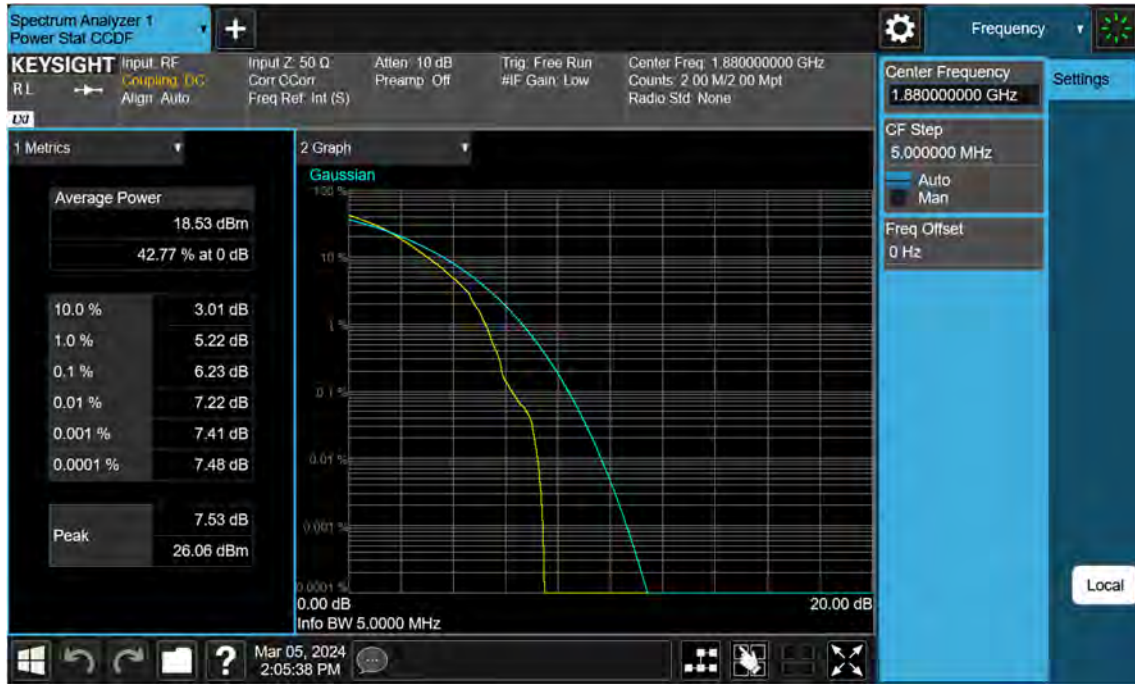 Spectrum Analyzer 1
Power Stat CCDF
Frequency
KEYSIGHT
RL
LXI
Input: RF
Coupling: DC
Align: Auto
Input Z: 50 Ω
Corr CCorr
Freq Ref: Int (S)
Atten: 10 dB
Preamp: Off
Trig: Free Run
#IF Gain: Low
Center Freq: 1.880000000 GHz
Counts: 2.00 M/2.00 Mpt
Radio Std: None
Center Frequency
1.880000000 GHz
Settings
CF Step
5.000000 MHz
Auto
Man
Freq Offset
0 Hz
Local
1 Metrics
Average Power
18.53 dBm
42.77 % at 0 dB
10.0 % 3.01 dB
1.0 % 5.22 dB
0.1 % 6.23 dB
0.01 % 7.22 dB
0.001 % 7.41 dB
0.0001 % 7.48 dB
Peak
7.53 dB
26.06 dBm
2 Graph
Gaussian
100 %
10 %
1 %
0.1 %
0.01 %
0.001 %
0.0001 %
0.00 dB 20.00 dB
Info BW 5.0000 MHz
?
Mar 05, 2024
2:05:38 PM